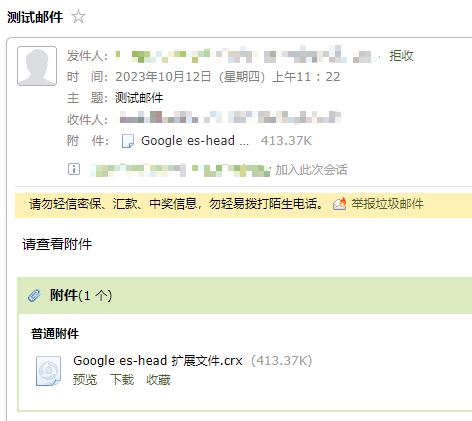 测试邮件
发件人： · 拒收
时 间：2023年10月12日（星期四）上午11：22
主 题：测试邮件
收件人：
附 件： Google es-head ... 413.37K
加入此次会话
请勿轻信密保、汇款、中奖信息，勿轻易拨打陌生电话。 举报垃圾邮件
请查看附件
附件(1 个)
普通附件
Google es-head 扩展文件.crx (413.37K)
预览 下载 收藏